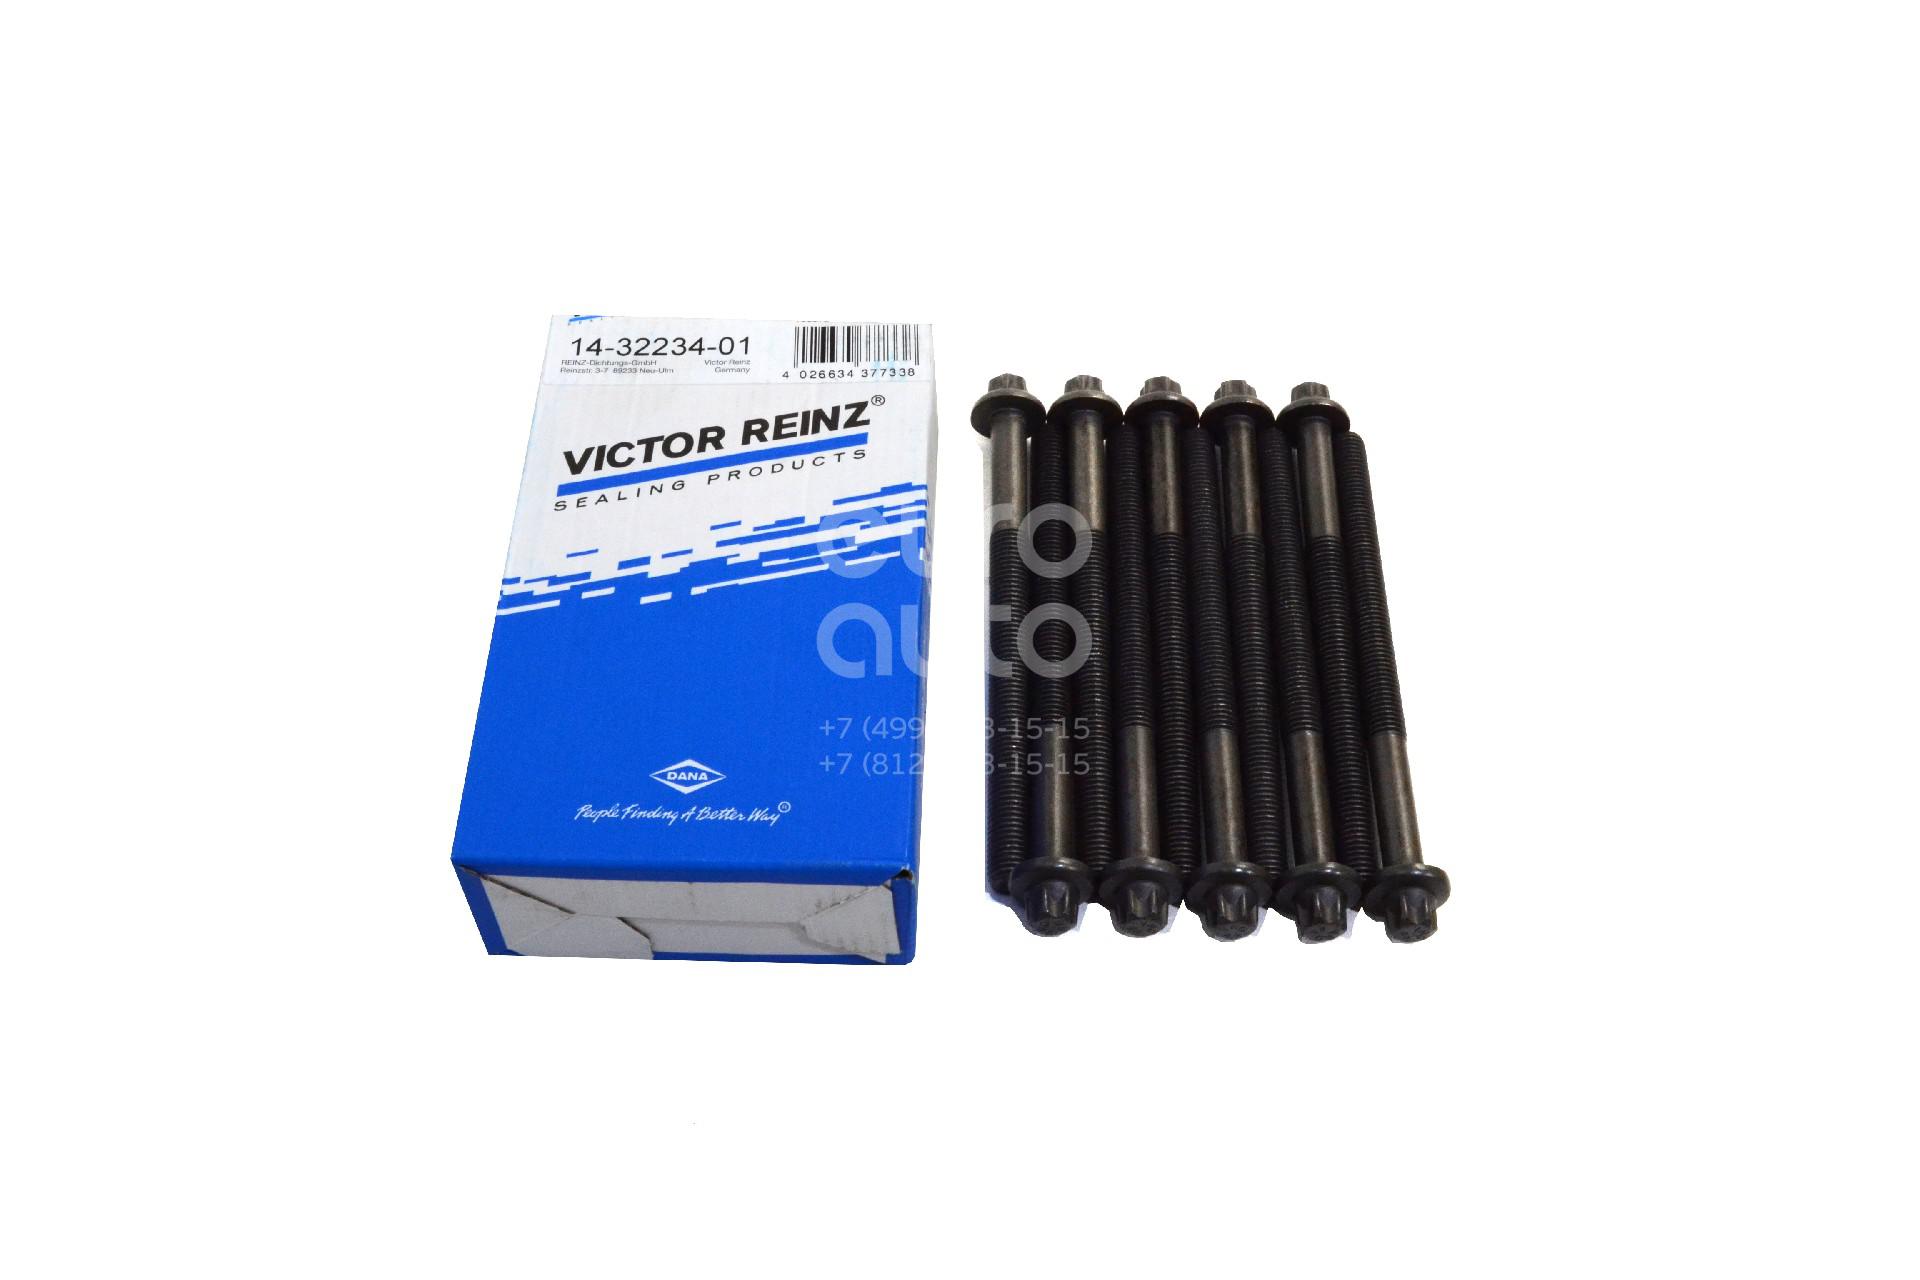 14-32234-01
REINZ-Dichtungs-GmbH Victor Reinz
Reinzstr. 3-7 89233 Neu-Ulm Germany
4 026634 377338
VICTOR REINZ®
SEALING PRODUCTS
euro
auto
+7 (499 3-15-15
+7 (812 3-15-15
DANA
People Finding A Better Way®